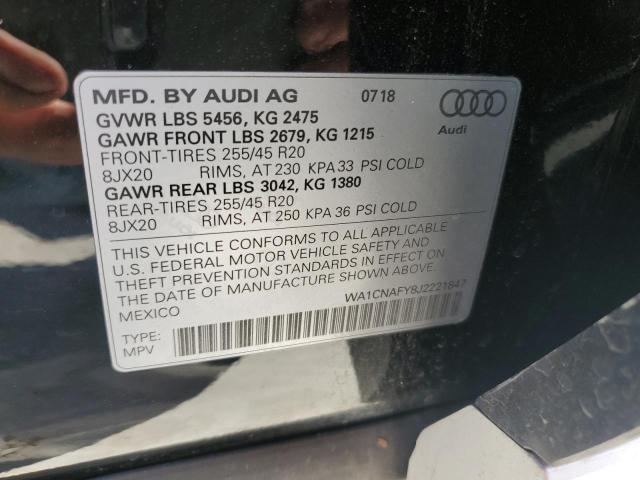 MFD. BY AUDI AG 0718
GVWR LBS 5456, KG 2475
GAWR FRONT LBS 2679, KG 1215
FRONT-TIRES 255/45 R20
8JX20 RIMS, AT 230 KPA 33 PSI COLD
GAWR REAR LBS 3042, KG 1380
REAR-TIRES 255/45 R20
8JX20 RIMS, AT 250 KPA 36 PSI COLD
Audi
THIS VEHICLE CONFORMS TO ALL APPLICABLE
U.S. FEDERAL MOTOR VEHICLE SAFETY AND
THEFT PREVENTION STANDARDS IN EFFECT ON
THE DATE OF MANUFACTURE SHOWN ABOVE.
MEXICO
WA1CNAFY8J2221847
TYPE:
MPV